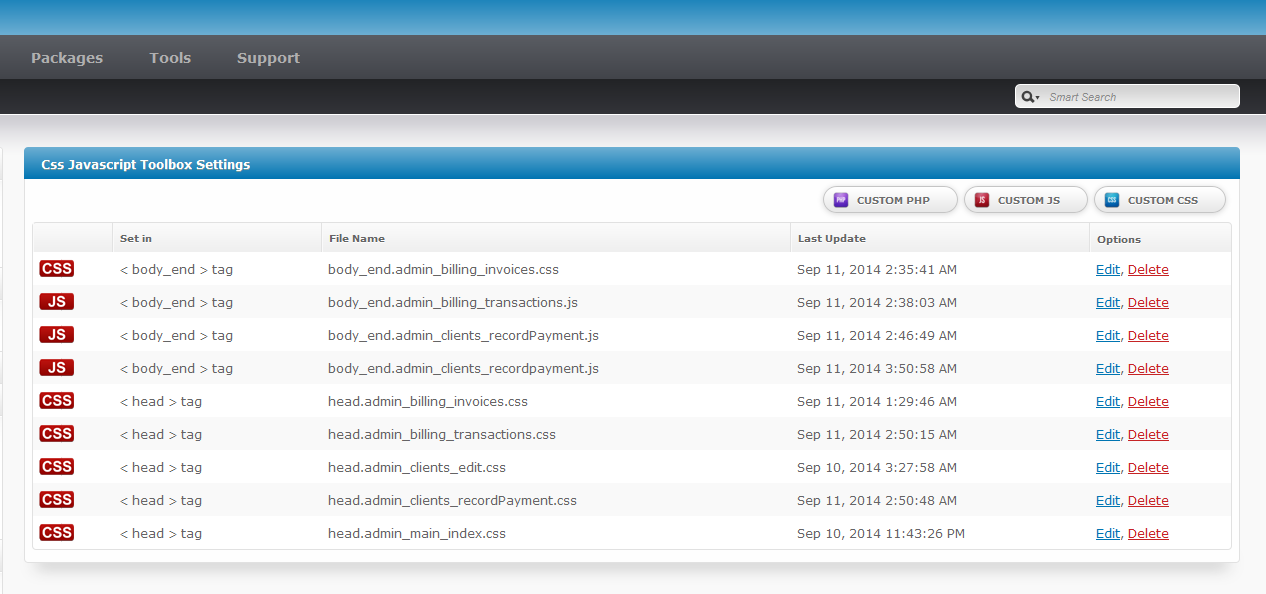 Packages Tools Support
Smart Search
Css Javascript Toolbox Settings
PHP CUSTOM PHP JS CUSTOM JS CSS CUSTOM CSS
Set in File Name Last Update Options
CSS < body_end > tag body_end.admin_billing_invoices.css Sep 11, 2014 2:35:41 AM Edit, Delete
JS < body_end > tag body_end.admin_billing_transactions.js Sep 11, 2014 2:38:03 AM Edit, Delete
JS < body_end > tag body_end.admin_clients_recordPayment.js Sep 11, 2014 2:46:49 AM Edit, Delete
JS < body_end > tag body_end.admin_clients_recordpayment.js Sep 11, 2014 3:50:58 AM Edit, Delete
CSS < head > tag head.admin_billing_invoices.css Sep 11, 2014 1:29:46 AM Edit, Delete
CSS < head > tag head.admin_billing_transactions.css Sep 11, 2014 2:50:15 AM Edit, Delete
CSS < head > tag head.admin_clients_edit.css Sep 10, 2014 3:27:58 AM Edit, Delete
CSS < head > tag head.admin_clients_recordPayment.css Sep 11, 2014 2:50:48 AM Edit, Delete
CSS < head > tag head.admin_main_index.css Sep 10, 2014 11:43:26 PM Edit, Delete